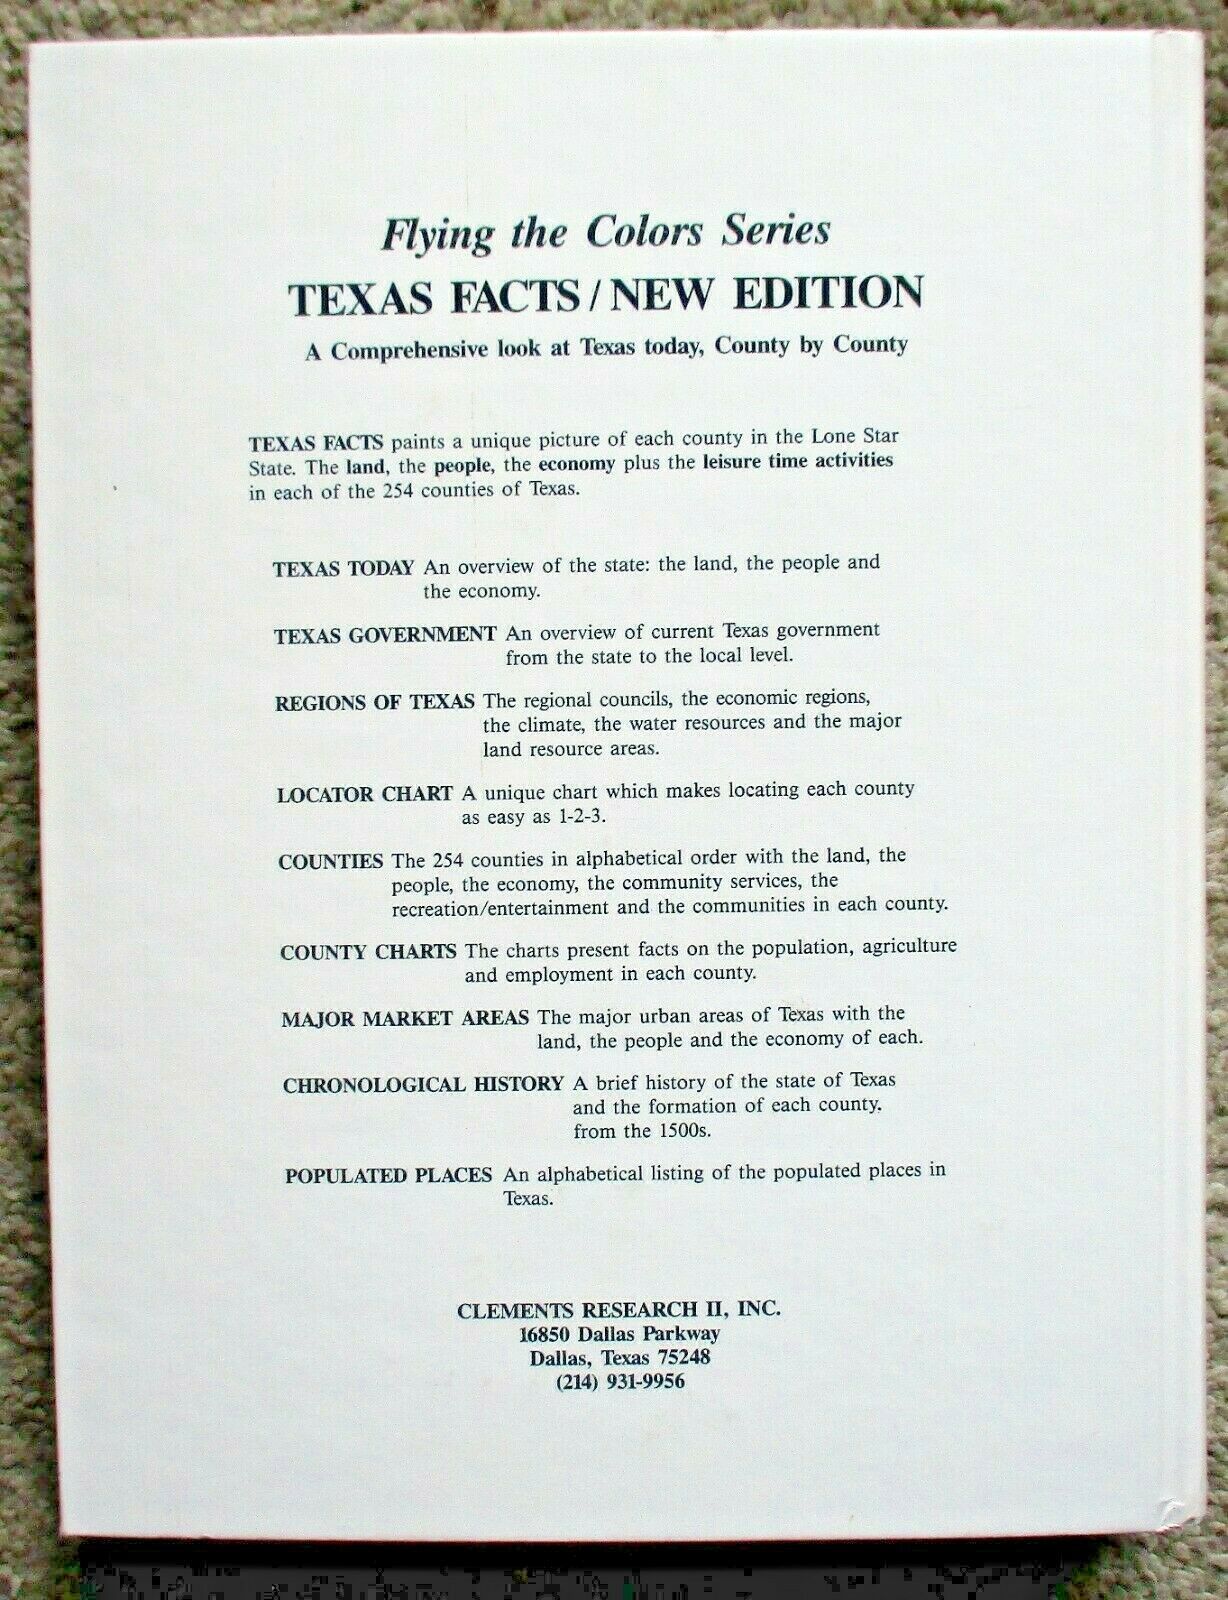 Flying the Colors Series
TEXAS FACTS / NEW EDITION
A Comprehensive look at Texas today, County by County
TEXAS FACTS paints a unique picture of each county in the Lone Star
State. The land, the people, the economy plus the leisure time activities
in each of the 254 counties of Texas.
TEXAS TODAY An overview of the state: the land, the people and
the economy.
TEXAS GOVERNMENT An overview of current Texas government
from the state to the local level.
REGIONS OF TEXAS The regional councils, the economic regions,
the climate, the water resources and the major
land resource areas.
LOCATOR CHART A unique chart which makes locating each county
as easy as 1-2-3.
COUNTIES The 254 counties in alphabetical order with the land, the
people, the economy, the community services, the
recreation/entertainment and the communities in each county.
COUNTY CHARTS The charts present facts on the population, agriculture
and employment in each county.
MAJOR MARKET AREAS The major urban areas of Texas with the
land, the people and the economy of each.
CHRONOLOGICAL HISTORY A brief history of the state of Texas
and the formation of each county.
from the 1500s.
POPULATED PLACES An alphabetical listing of the populated places in
Texas.
CLEMENTS RESEARCH II, INC.
16850 Dallas Parkway
Dallas, Texas 75248
(214) 931-9956